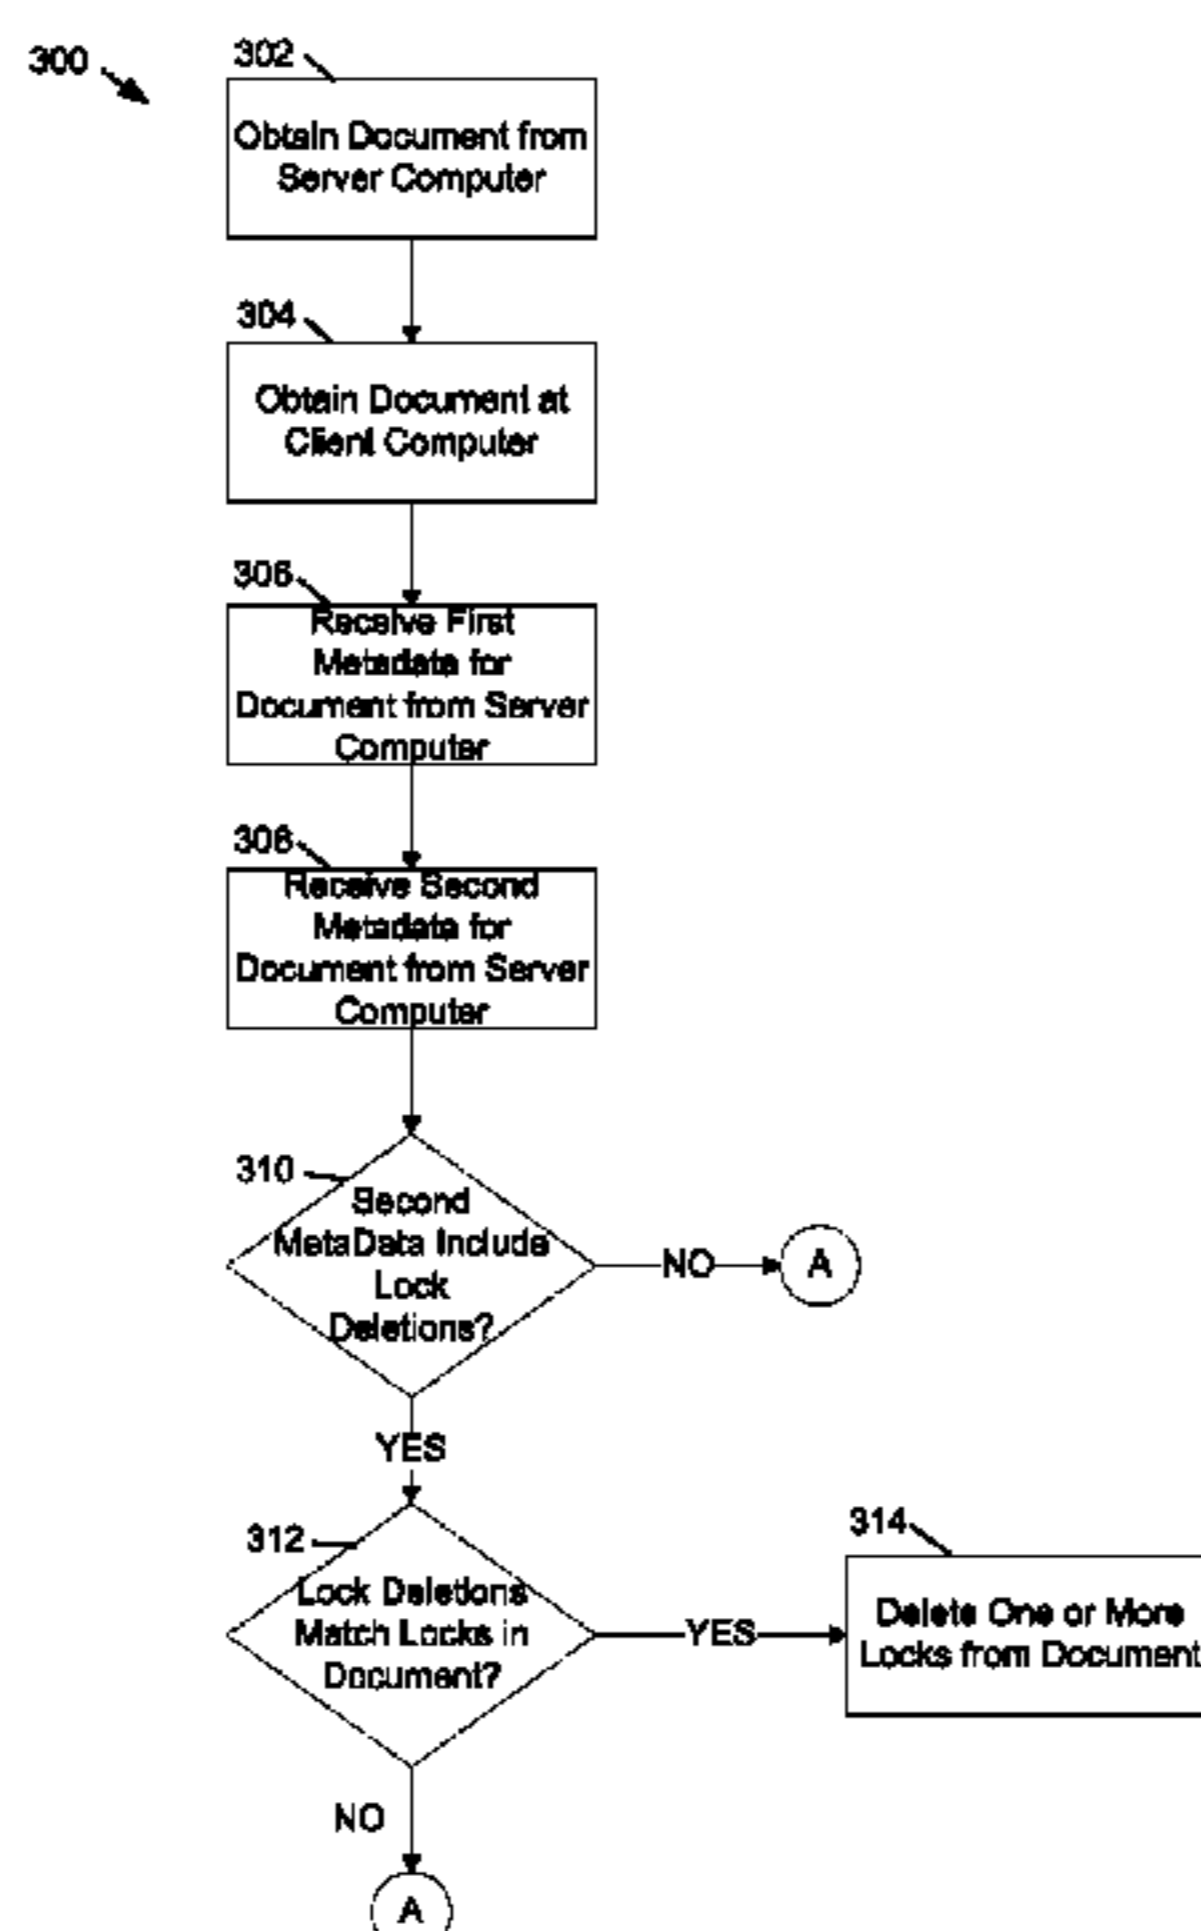 300
302
Obtain Document from
Server Computer
304
Obtain Document at
Client Computer
306
Receive First
Metadata for
Document from Server
Computer
308
Receive Second
Metadata for
Document from Server
Computer
310
Second
MetaData Include
Lock
Deletions?
NO
A
YES
312
Lock Deletions
Match Locks in
Document?
YES
314
Delete One or More
Locks from Document
NO
A